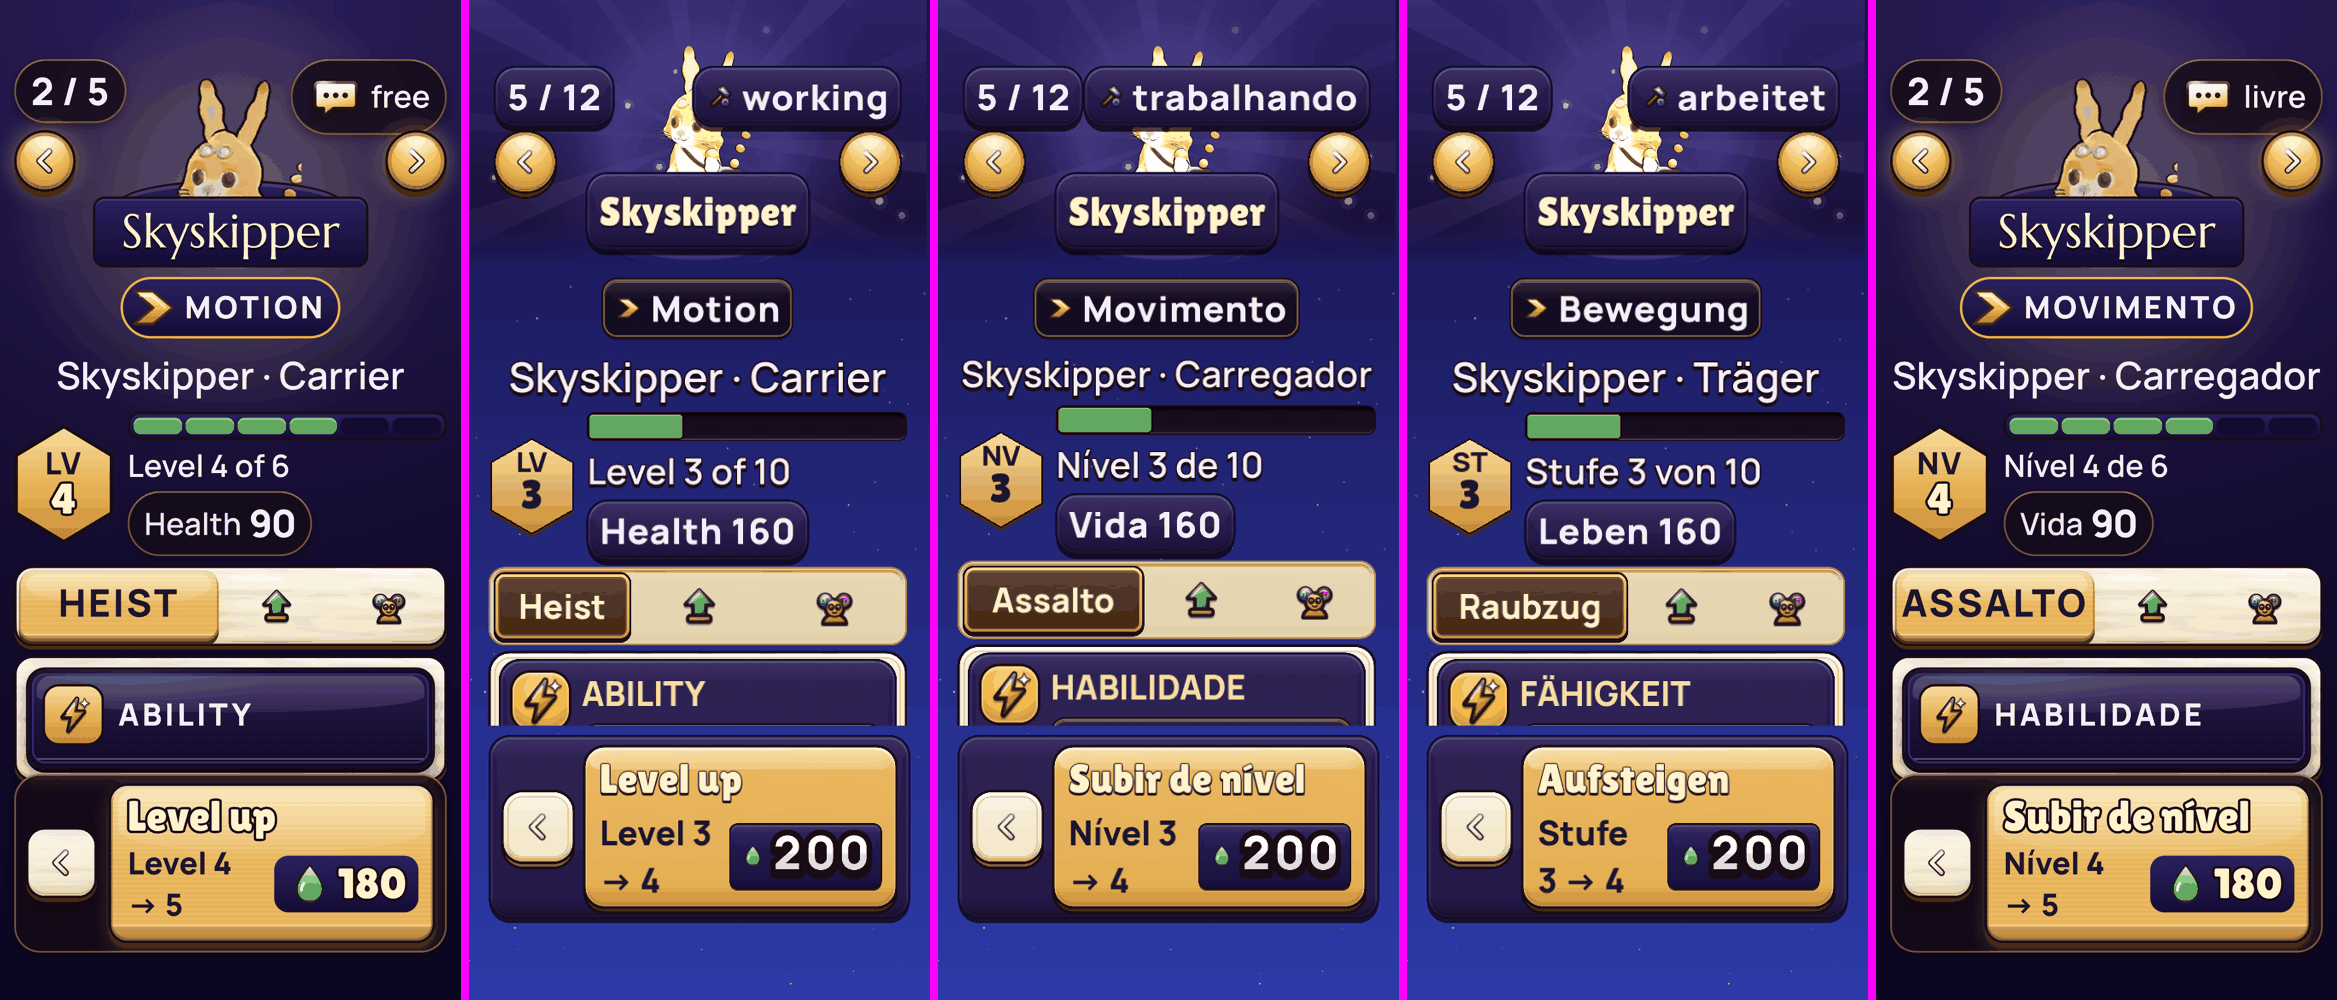 2 / 5
free
Skyskipper
MOTION
Skyskipper · Carrier
LV
4
Level 4 of 6
Health 90
HEIST
ABILITY
Level up
Level 4
→ 5
180
5 / 12
working
Skyskipper
Motion
Skyskipper · Carrier
LV
3
Level 3 of 10
Health 160
Heist
ABILITY
Level up
Level 3
→ 4
200
5 / 12
trabalhando
Skyskipper
Movimento
Skyskipper · Carregador
NV
3
Nível 3 de 10
Vida 160
Assalto
HABILIDADE
Subir de nível
Nível 3
→ 4
200
5 / 12
arbeitet
Skyskipper
Bewegung
Skyskipper · Träger
ST
3
Stufe 3 von 10
Leben 160
Raubzug
FÄHIGKEIT
Aufsteigen
Stufe
3 → 4
200
2 / 5
livre
Skyskipper
MOVIMENTO
Skyskipper · Carregador
NV
4
Nível 4 de 6
Vida 90
ASSALTO
HABILIDADE
Subir de nível
Nível 4
→ 5
180